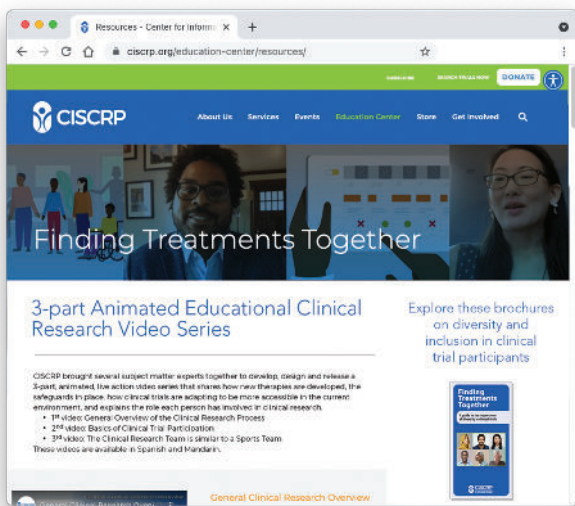 Resources - Center for Inform
ciscrp.org/education-center/resources/
SEARCH TRIALS NOW
DONATE
CISCRP
About Us Services Events Education Center Store Get Involved
Finding Treatments Together
3-part Animated Educational Clinical
Research Video Series
CISCRP brought several subject matter experts together to develop, design and release a
3-part, animated, live action video series that shares how new therapies are developed, the
safeguards in place, how clinical trials are adapting to be more accessible in the current
environment, and explains the role each person has involved in clinical research.
• 1st video: General Overview of the Clinical Research Process
• 2nd video: Basics of Clinical Trial Participation
• 3rd video: The Clinical Research Team is similar to a Sports Team
These videos are available in Spanish and Mandarin.
General Clinical Research Overview
Explore these brochures
on diversity and
inclusion in clinical
trial participants
Finding
Treatments
Together
CISCRP